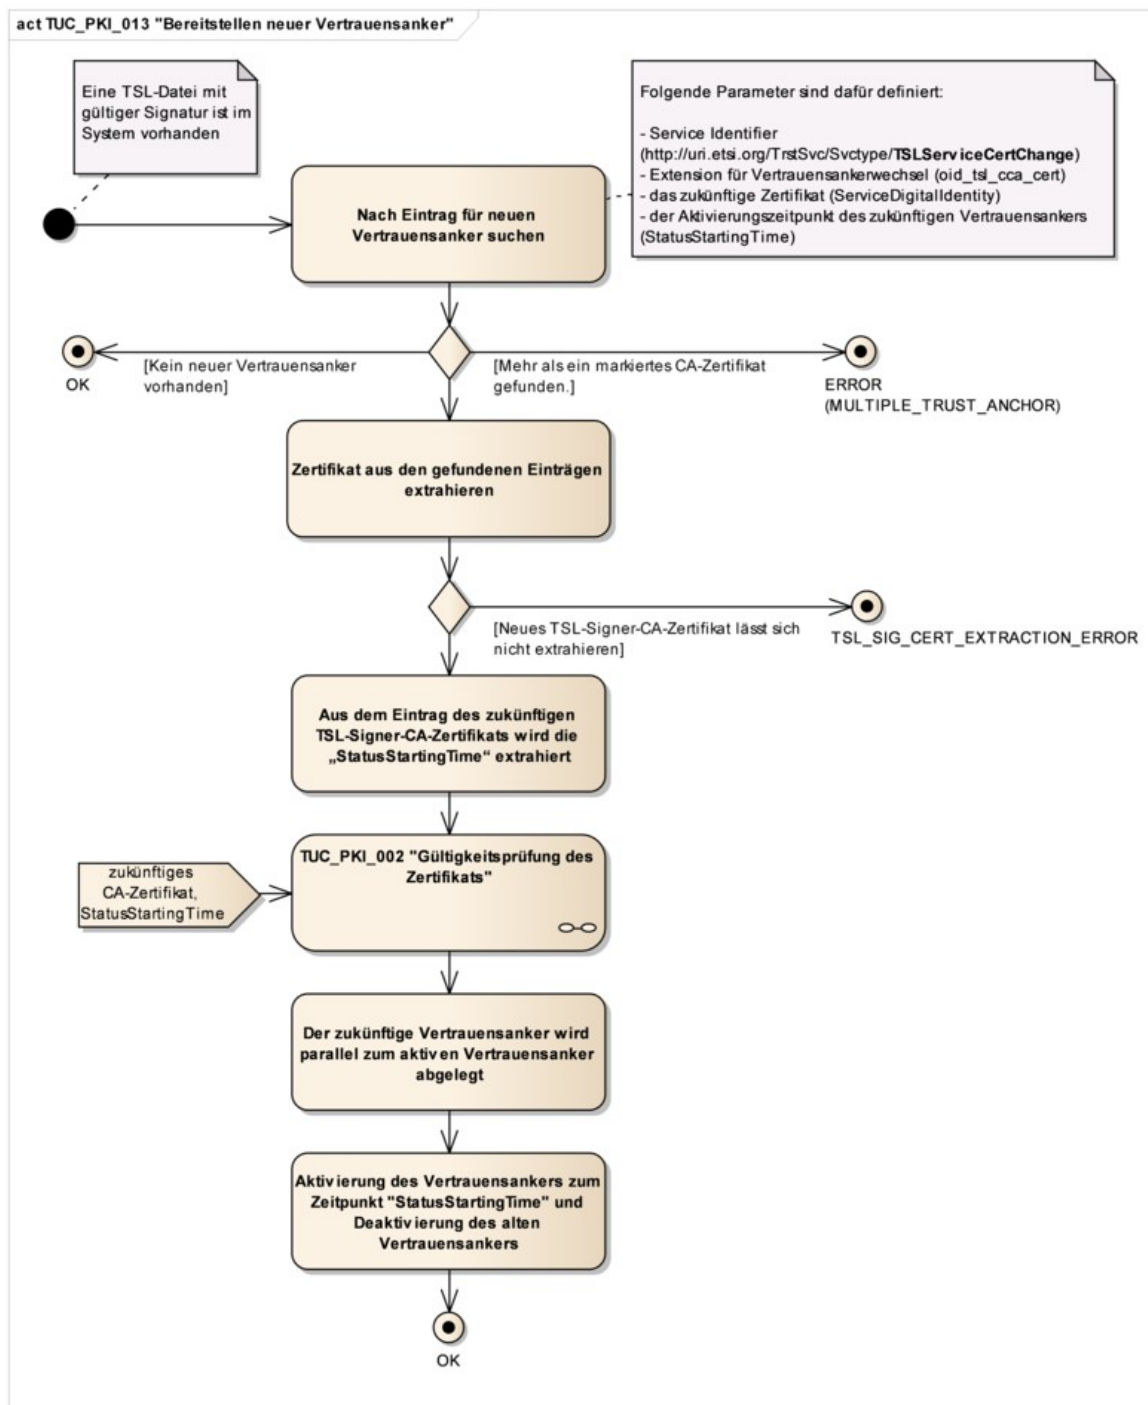 act TUC_PKI_013 "Bereitstellen neuer Vertrauensanker"
Eine TSL-Datei mit
gültiger Signatur ist im
System vorhanden
Folgende Parameter sind dafür definiert:
- Service Identifier
(http://uri.etsi.org/TrstSvc/Svctype/TSLServiceCertChange)
- Extension für Vertrauensankerwechsel (oid_tsl_cca_cert)
- das zukünftige Zertifikat (ServiceDigitalIdentity)
- der Aktivierungszeitpunkt des zukünftigen Vertrauensankers
(StatusStartingTime)
Nach Eintrag für neuen
Vertrauensanker suchen
[Kein neuer Vertrauensanker
vorhanden]
OK
[Mehr als ein markiertes CA-Zertifikat
gefunden.]
ERROR
(MULTIPLE_TRUST_ANCHOR)
Zertifikat aus den gefundenen Einträgen
extrahieren
[Neues TSL-Signer-CA-Zertifikat lässt sich
nicht extrahieren]
TSL_SIG_CERT_EXTRACTION_ERROR
Aus dem Eintrag des zukünftigen
TSL-Signer-CA-Zertifikats wird die
„StatusStartingTime“ extrahiert
zukünftiges
CA-Zertifikat,
StatusStartingTime
TUC_PKI_002 "Gültigkeitsprüfung des
Zertifikats"
Der zukünftige Vertrauensanker wird
parallel zum aktiven Vertrauensanker
abgelegt
Aktivierung des Vertrauensankers zum
Zeitpunkt "StatusStartingTime" und
Deaktivierung des alten
Vertrauensankers
OK